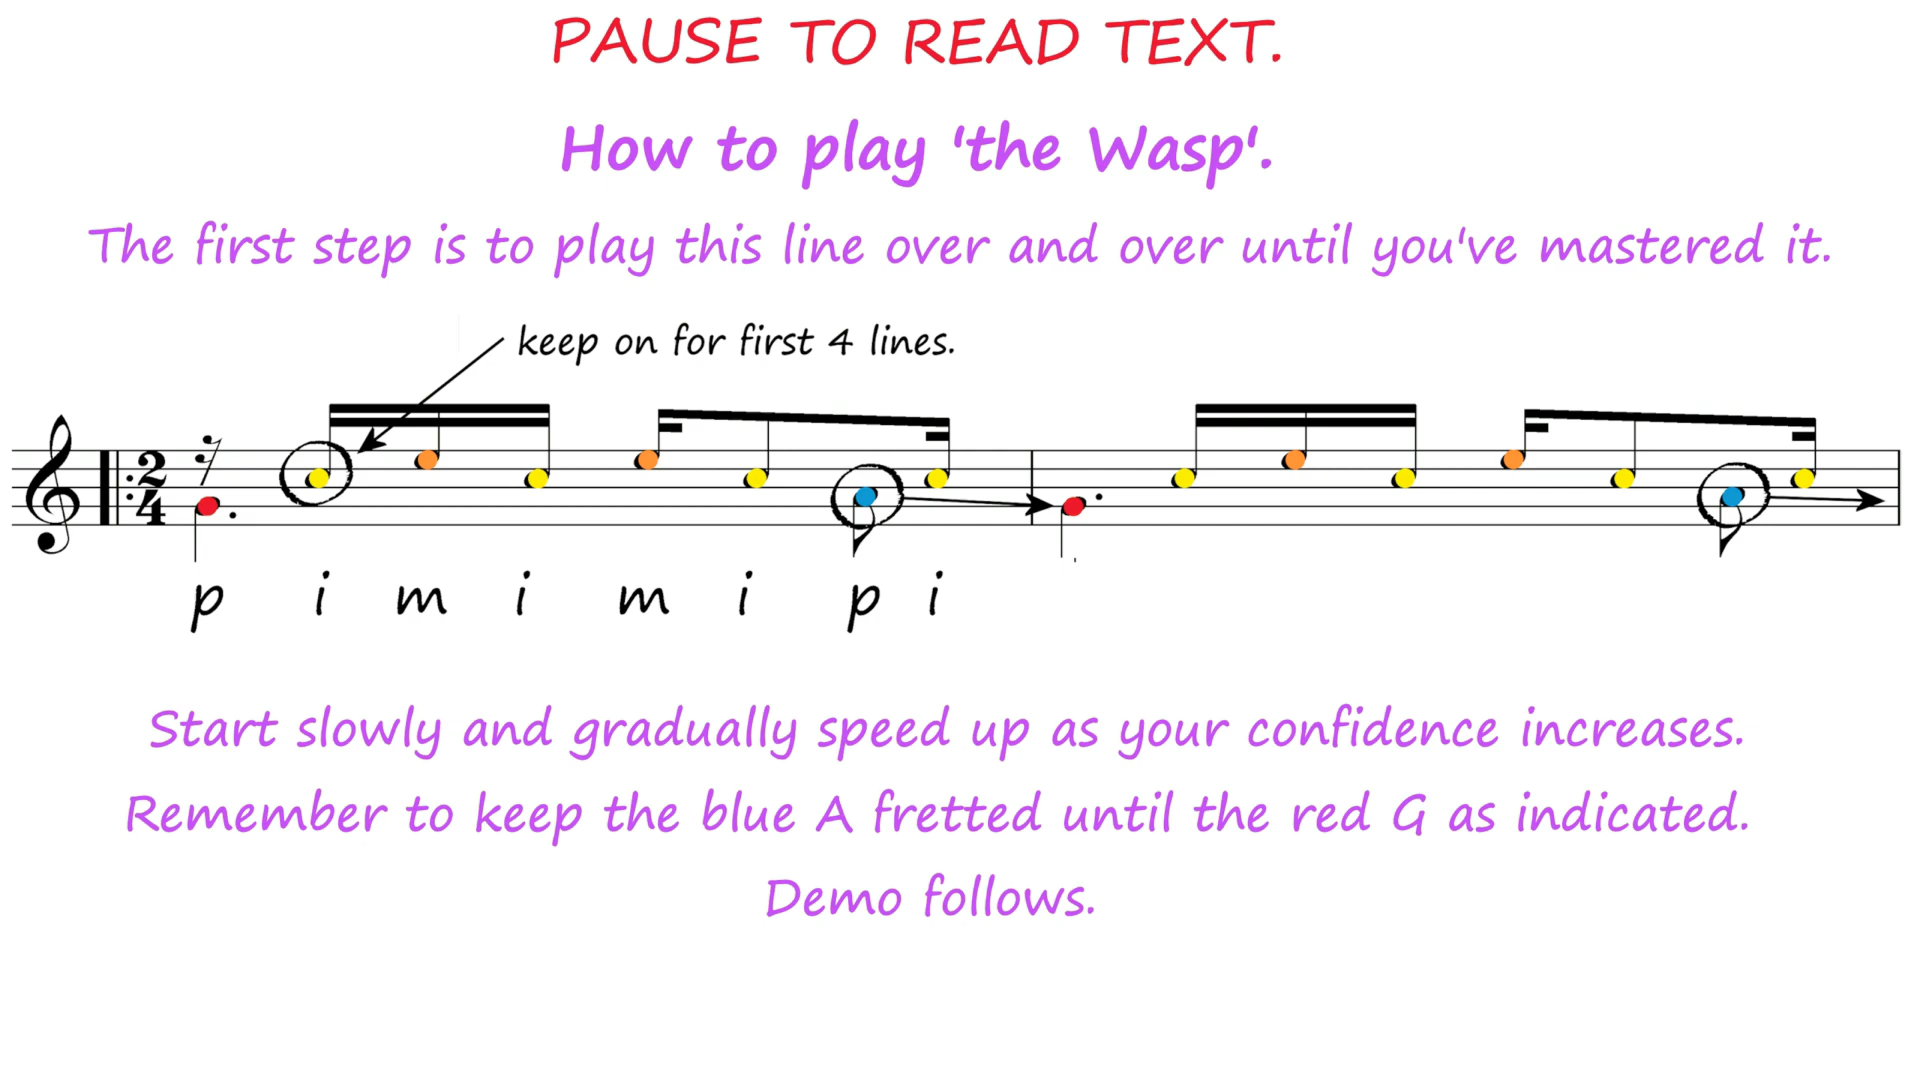 PAUSE TO READ TEXT.
How to play 'the Wasp'.
The first step is to play this line over and over until you've mastered it.
keep on for first 4 lines.
2
4
p i m i m i p i
Start slowly and gradually speed up as your confidence increases.
Remember to keep the blue A fretted until the red G as indicated.
Demo follows.